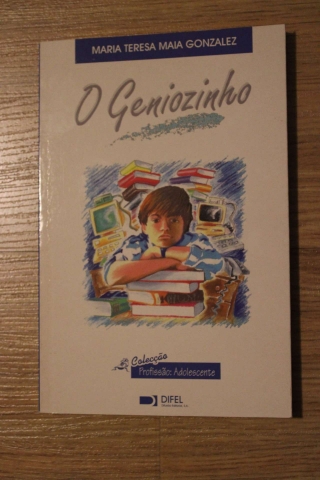 MARIA TERESA MAIA GONZALEZ
O Geniozinho
Colecção
Profissão: Adolescente
DIFEL